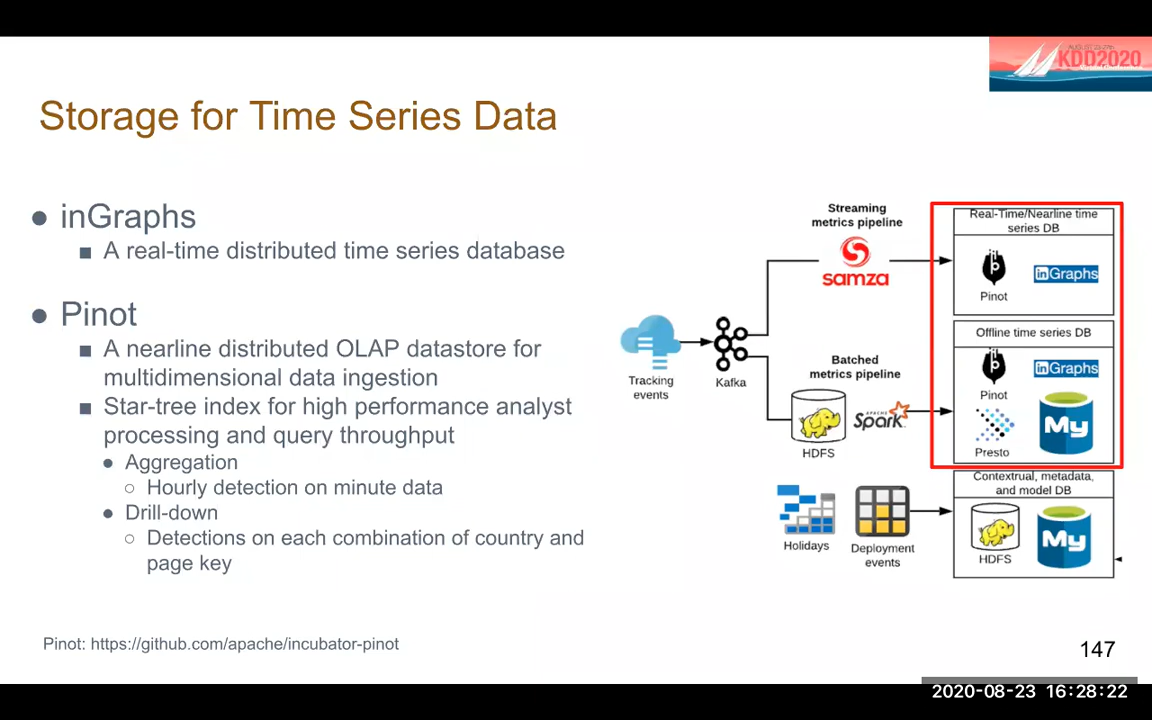 KDD2020
Storage for Time Series Data
● inGraphs
■ A real-time distributed time series database
● Pinot
■ A nearline distributed OLAP datastore for
multidimensional data ingestion
■ Star-tree index for high performance analyst
processing and query throughput
● Aggregation
○ Hourly detection on minute data
● Drill-down
○ Detections on each combination of country and
page key
Pinot: https://github.com/apache/incubator-pinot
Tracking
events
Kafka
Streaming
metrics pipeline
samza
Batched
metrics pipeline
HDFS
APACHE
Spark
Real-Time/Nearline time
series DB
Pinot
inGraphs
Offline time series DB
Pinot
inGraphs
Presto
My
Holidays
Deployment
events
Contextrual, metadata,
and model DB
HDFS
My
147
2020-08-23 16:28:22